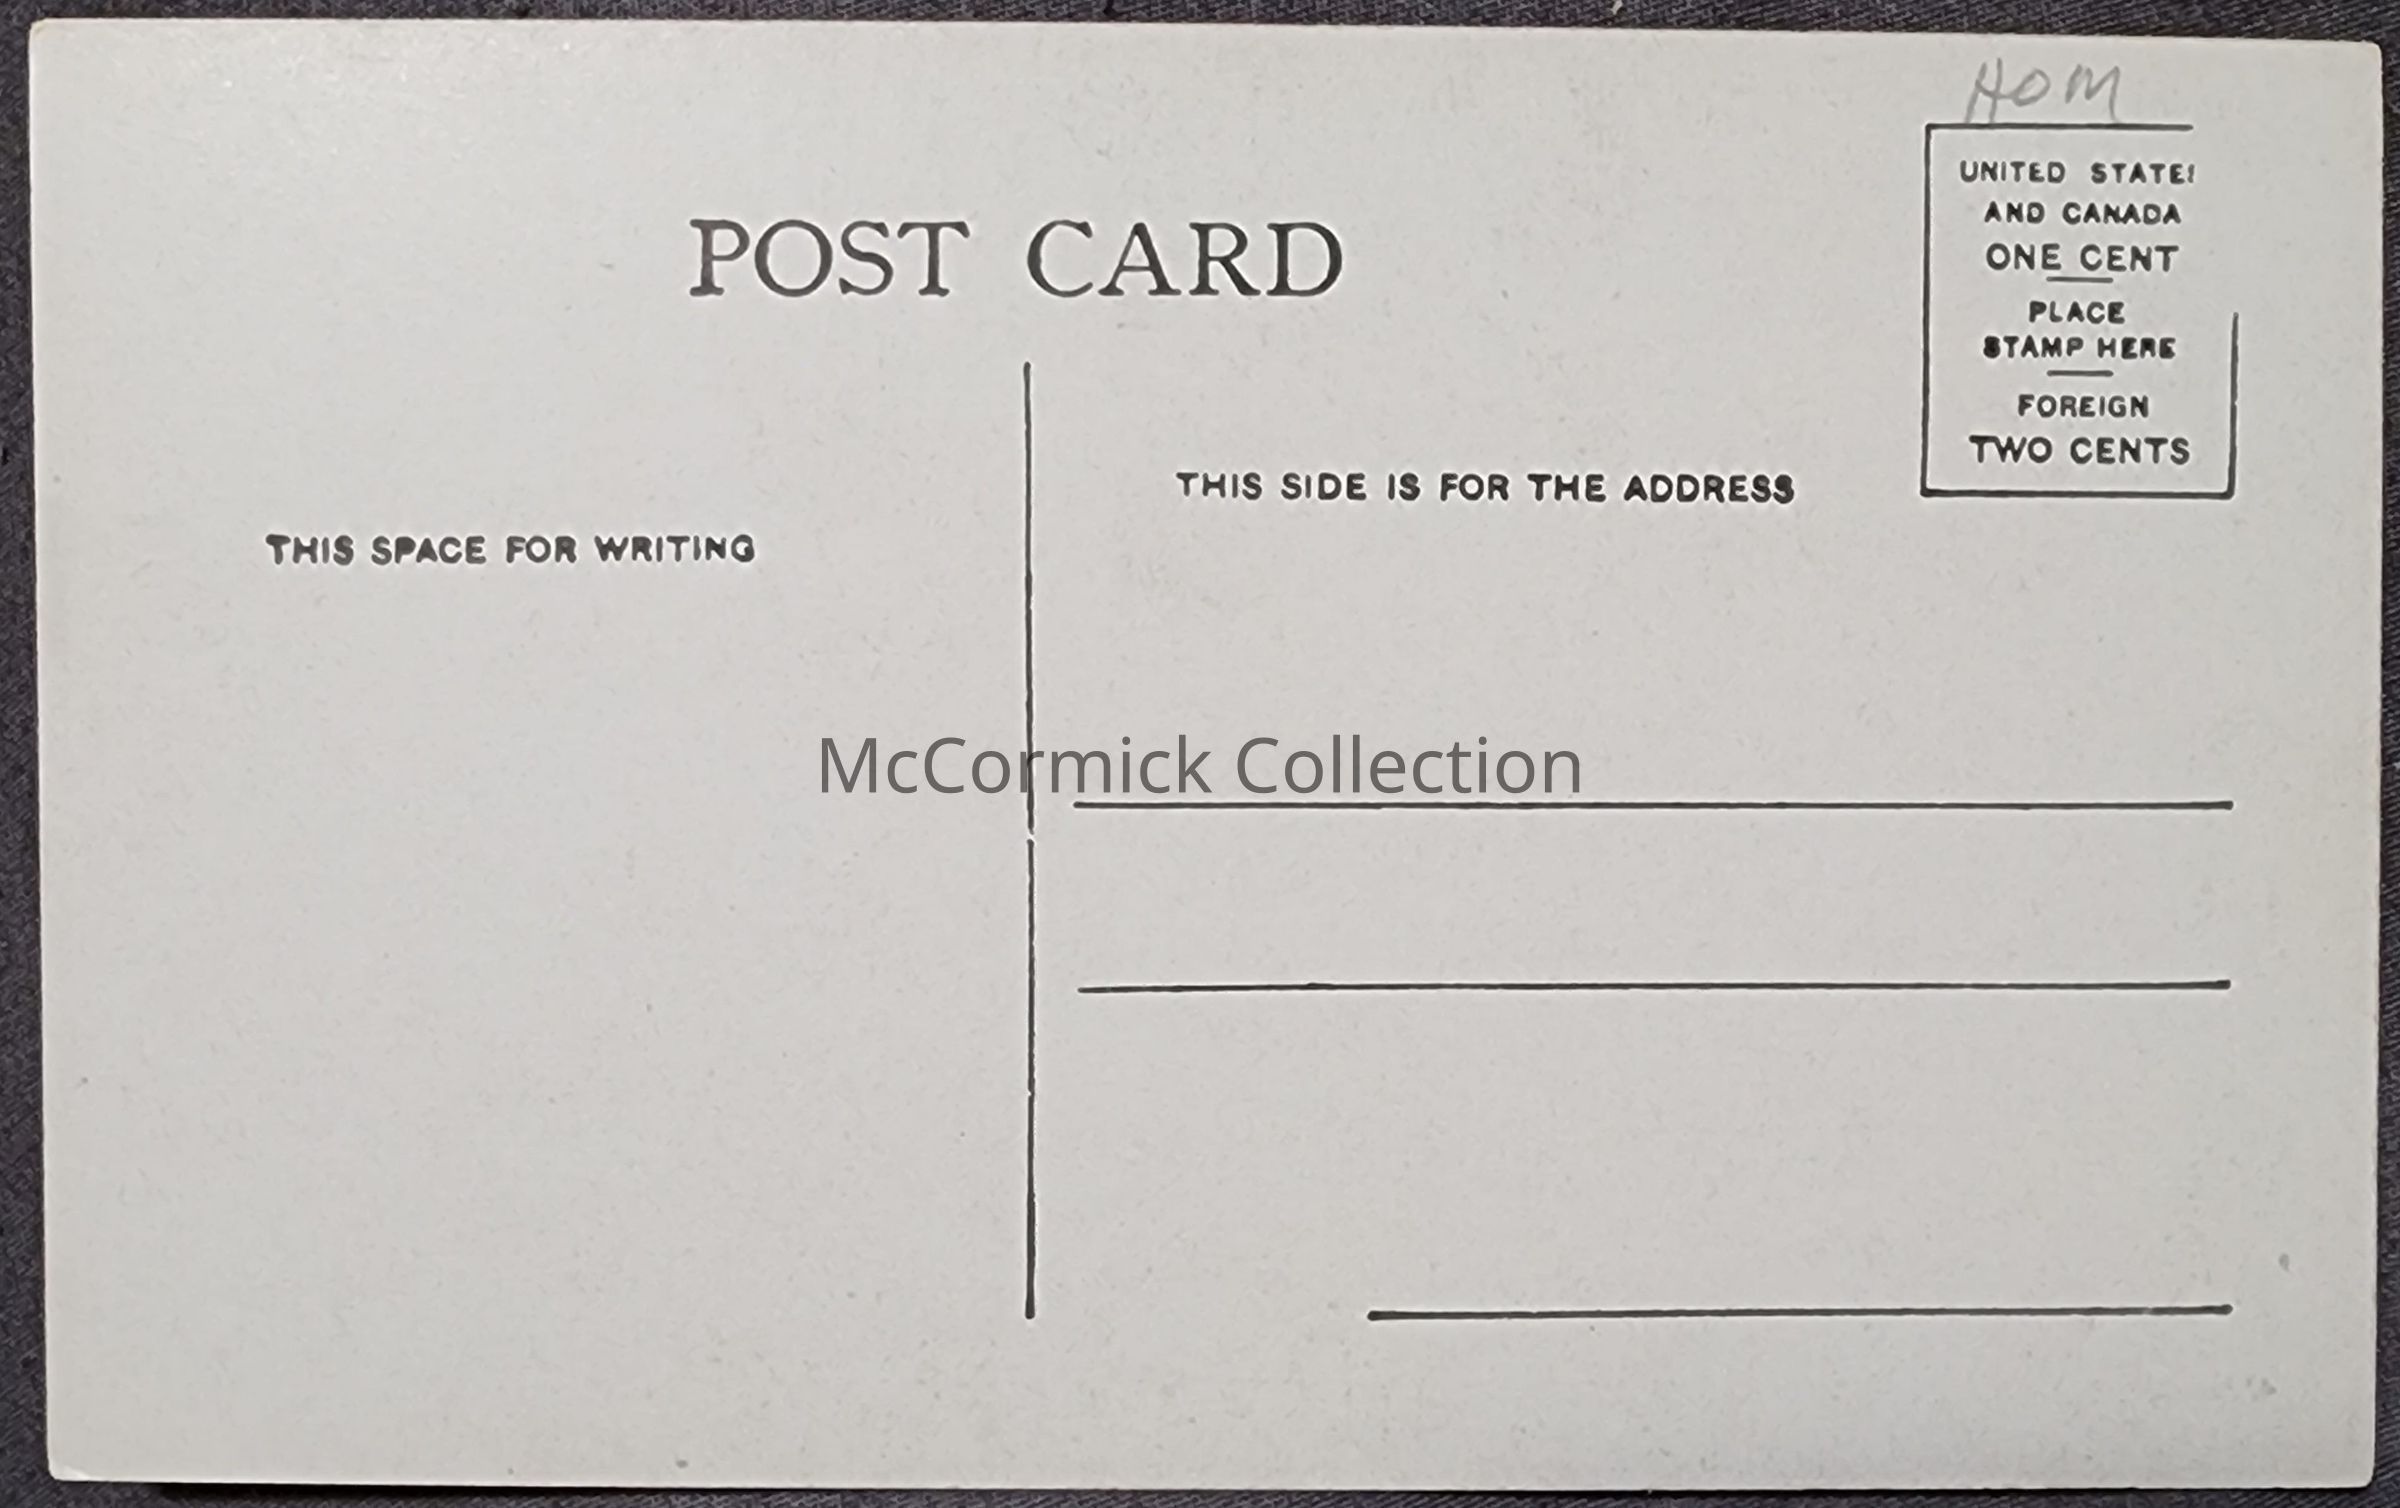 HOM
UNITED STATES
AND CANADA
ONE CENT
PLACE
STAMP HERE
FOREIGN
TWO CENTS
POST CARD
THIS SIDE IS FOR THE ADDRESS
THIS SPACE FOR WRITING
McCormick Collection